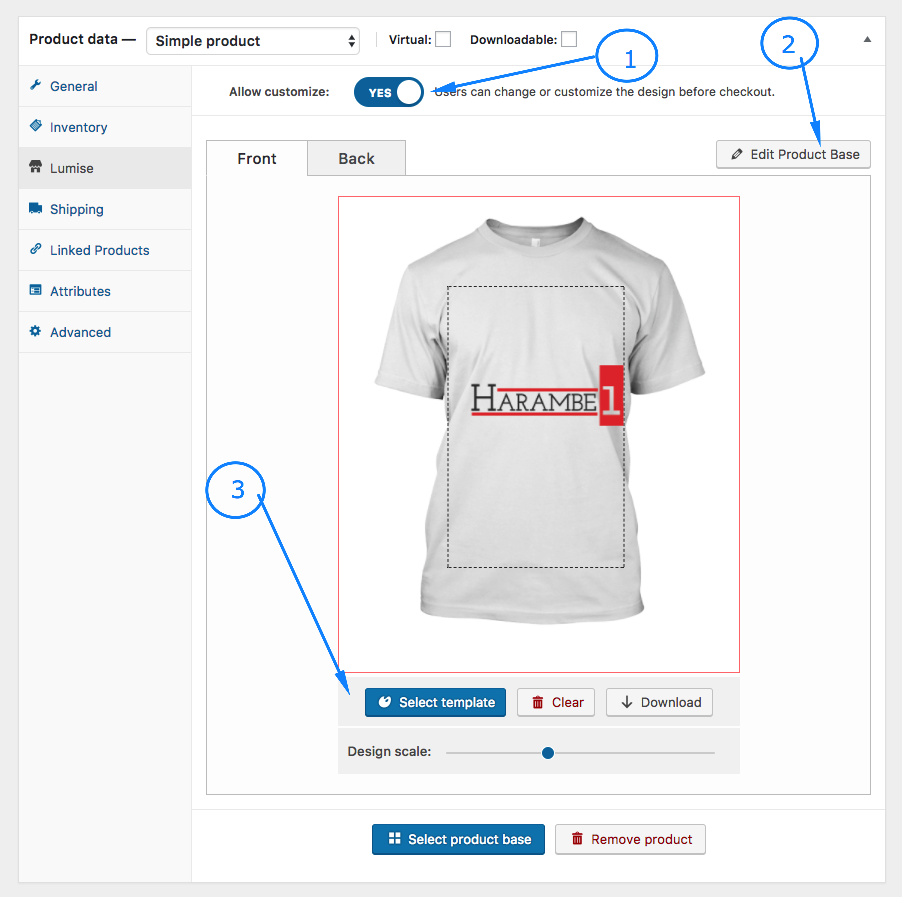 Product data — Simple product Virtual: Downloadable:
1
2
General
Inventory
Lumise
Shipping
Linked Products
Attributes
Advanced
Allow customize: YES Users can change or customize the design before checkout.
Front Back
Edit Product Base
HARAMBE 1
3
Select template Clear Download
Design scale:
Select product base Remove product